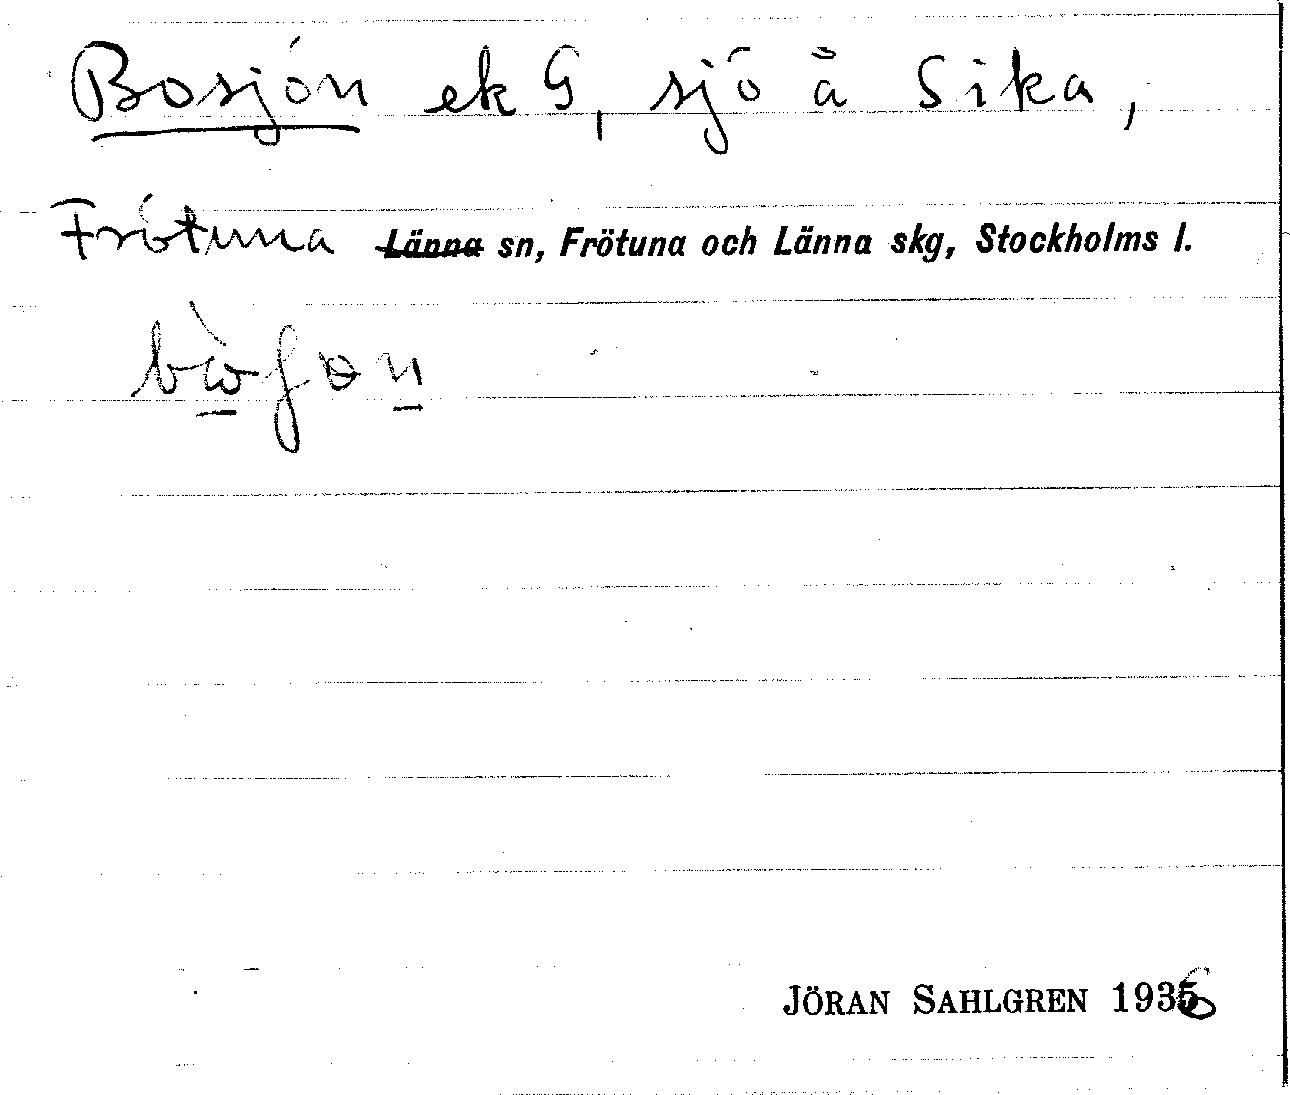 Bosjön ek G, sjö å Sika,
Frötuna Länna sn, Frötuna och Länna skg, Stockholms l.
JÖRAN SAHLGREN 1936